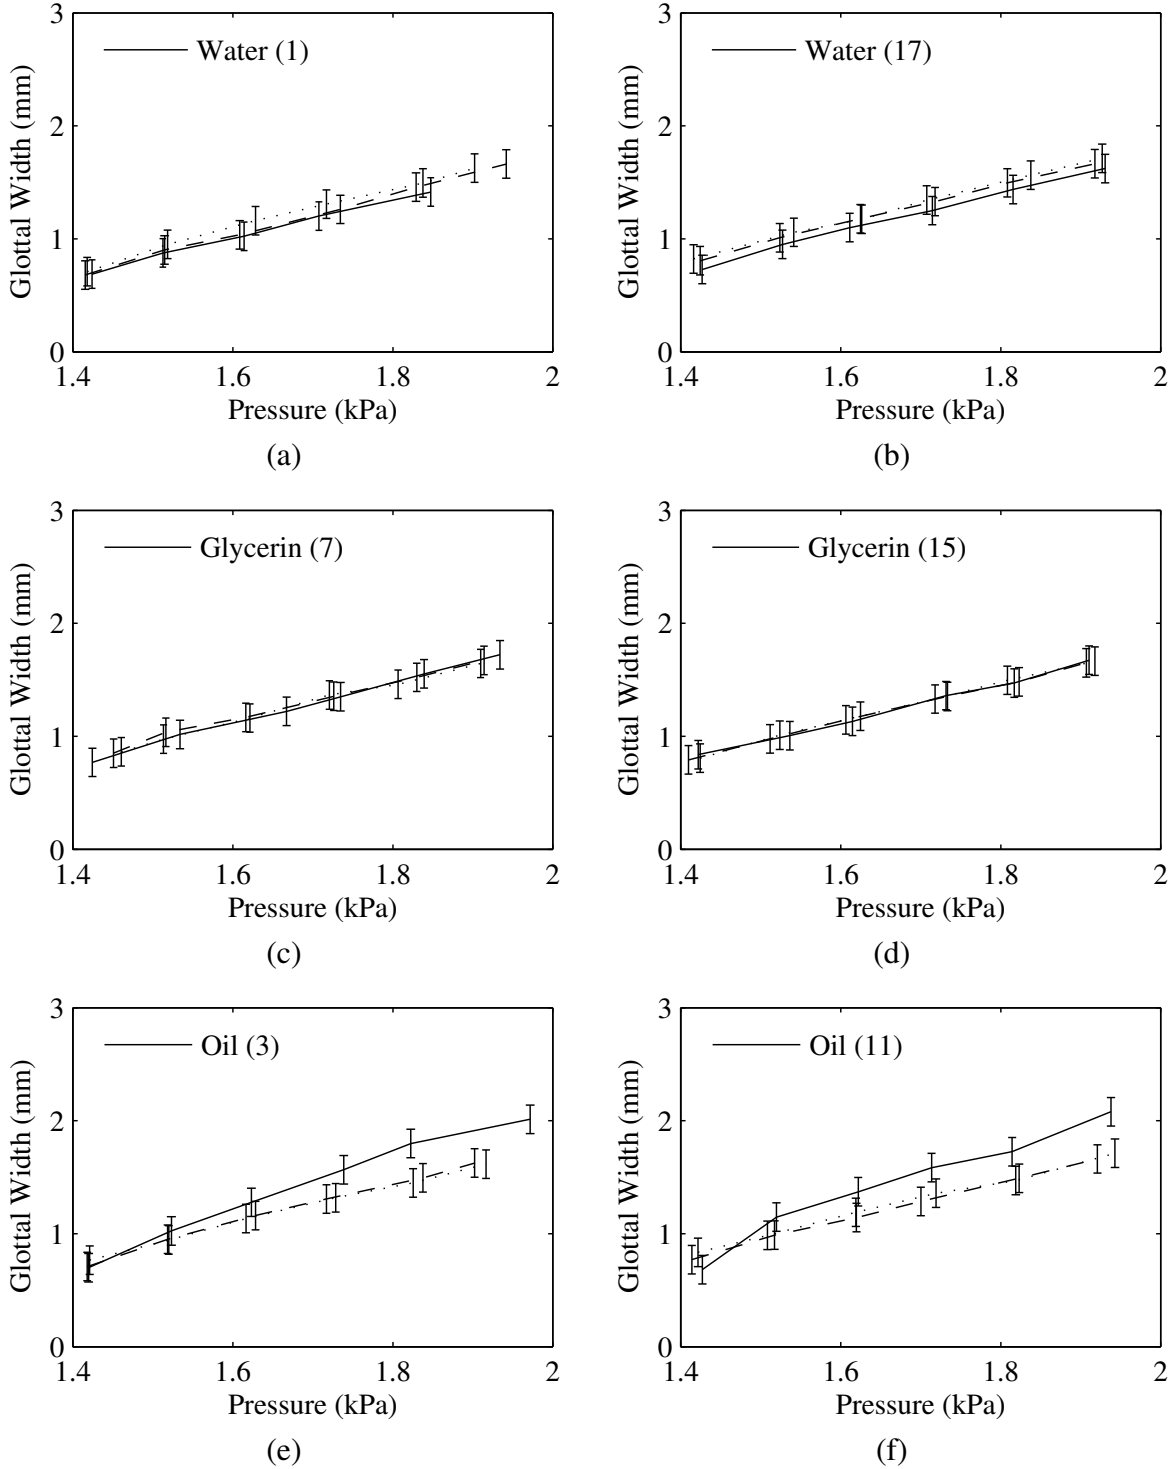 3
2
1
0
Glottal Width (mm)
Water (1)
1.4 1.6 1.8 2
Pressure (kPa)
(a)
3
2
1
0
Glottal Width (mm)
Water (17)
1.4 1.6 1.8 2
Pressure (kPa)
(b)
3
2
1
0
Glottal Width (mm)
Glycerin (7)
1.4 1.6 1.8 2
Pressure (kPa)
(c)
3
2
1
0
Glottal Width (mm)
Glycerin (15)
1.4 1.6 1.8 2
Pressure (kPa)
(d)
3
2
1
0
Glottal Width (mm)
Oil (3)
1.4 1.6 1.8 2
Pressure (kPa)
(e)
3
2
1
0
Glottal Width (mm)
Oil (11)
1.4 1.6 1.8 2
Pressure (kPa)
(f)